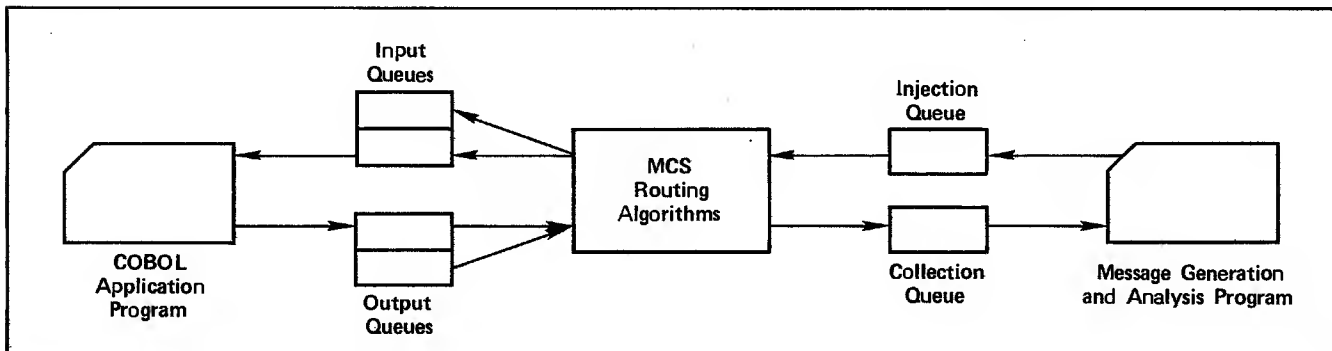 Input
Queues
Injection
Queue
MCS
Routing
Algorithms
COBOL
Application
Program
Output
Queues
Collection
Queue
Message Generation
and Analysis Program